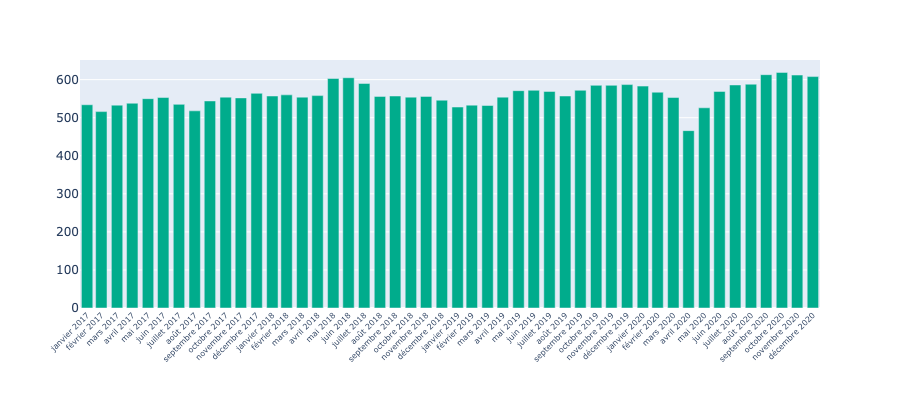 600
500
400
300
200
100
0
janvier 2017
février 2017
mars 2017
avril 2017
mai 2017
juin 2017
juillet 2017
août 2017
septembre 2017
octobre 2017
novembre 2017
décembre 2017
janvier 2018
février 2018
mars 2018
avril 2018
mai 2018
juin 2018
juillet 2018
août 2018
septembre 2018
octobre 2018
novembre 2018
décembre 2018
janvier 2019
février 2019
mars 2019
avril 2019
mai 2019
juin 2019
juillet 2019
août 2019
septembre 2019
octobre 2019
novembre 2019
décembre 2019
janvier 2020
février 2020
mars 2020
avril 2020
mai 2020
juin 2020
juillet 2020
août 2020
septembre 2020
octobre 2020
novembre 2020
décembre 2020